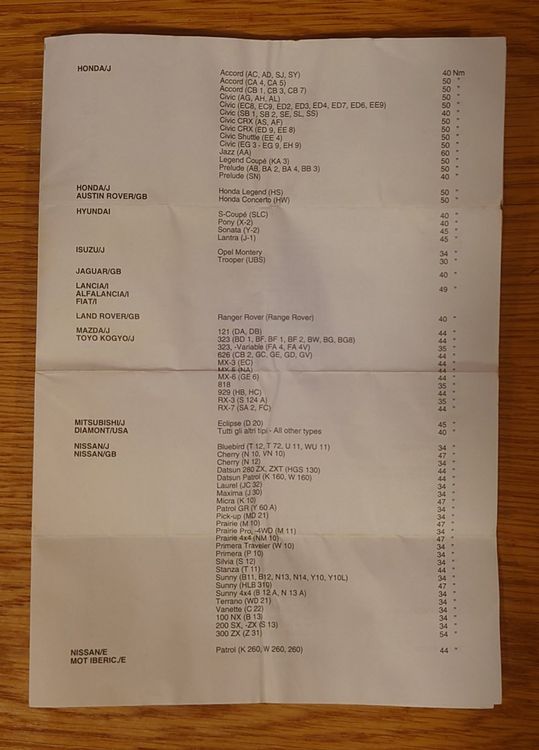 HONDA/J Accord (AC, AD, SJ, SY) 40 Nm
Accord (CA 4, CA 5) 50 "
Accord (CB 1, CB 3, CB 7) 50 "
Civic (AG, AH, AL) 50 "
Civic (EC8, EC9, ED2, ED3, ED4, ED7, ED6, EE9) 50 "
Civic (SB 1, SB 2, SE, SL, SS) 40 "
Civic CRX (AS, AF) 50 "
Civic CRX (ED 9, EE 8) 50 "
Civic Shuttle (EE 4) 50 "
Civic (EG 3 - EG 9, EH 9) 50 "
Jazz (AA) 60 "
Legend Coupé (KA 3) 50 "
Prelude (AB, BA 2, BA 4, BB 3) 50 "
Prelude (SN) 40 "
HONDA/J Honda Legend (HS) 50 "
AUSTIN ROVER/GB Honda Concerto (HW) 50 "
HYUNDAI S-Coupé (SLC) 40 "
Pony (X-2) 40 "
Sonata (Y-2) 45 "
Lantra (J-1) 45 "
ISUZU/J Opel Montery 34 "
Trooper (UBS) 30 "
JAGUAR/GB 40 "
LANCIA/I
ALFALANCIA/I 49 "
FIAT/I
LAND ROVER/GB Ranger Rover (Range Rover) 40 "
MAZDA/J 121 (DA, DB) 44 "
TOYO KOGYO/J 323 (BD 1, BF, BF 1, BF 2, BW, BG, BG8) 44 "
323, -Variable (FA 4, FA 4V) 35 "
626 (CB 2, GC, GE, GD, GV) 44 "
MX-3 (EC) 44 "
MX-5 (NA) 44 "
MX-6 (GE 6) 44 "
818 35 "
929 (HB, HC) 44 "
RX-3 (S 124 A) 35 "
RX-7 (SA 2, FC) 44 "
MITSUBISHI/J Eclipse (D 20) 45 "
DIAMONT/USA Tutti gli altri tipi - All other types 40 "
NISSAN/J Bluebird (T 12, T 72, U 11, WU 11) 34 "
NISSAN/GB Cherry (N 10, VN 10) 47 "
Cherry (N 12) 34 "
Datsun 280 ZX, ZXT (HGS 130) 44 "
Datsun Patrol (K 160, W 160) 44 "
Laurel (JC 32) 34 "
Maxima (J 30) 34 "
Micra (K 10) 47 "
Patrol GR (Y 60 A) 34 "
Pick-up (MD 21) 34 "
Prairie (M 10) 47 "
Prairie Pro, -4WD (M 11) 34 "
Prairie 4x4 (NM 10) 47 "
Primera Traveler (W 10) 34 "
Primera (P 10) 34 "
Silvia (S 12) 34 "
Stanza (T 11) 44 "
Sunny (B11, B12, N13, N14, Y10, Y10L) 34 "
Sunny (HLB 310) 47 "
Sunny 4x4 (B 12 A, N 13 A) 34 "
Terrano (WD 21) 34 "
Vanette (C 22) 34 "
100 NX (B 13) 34 "
200 SX, -ZX (S 13) 34 "
300 ZX (Z 31) 54 "
NISSAN/E Patrol (K 260, W 260, 260) 44 "
MOT IBERIC./E